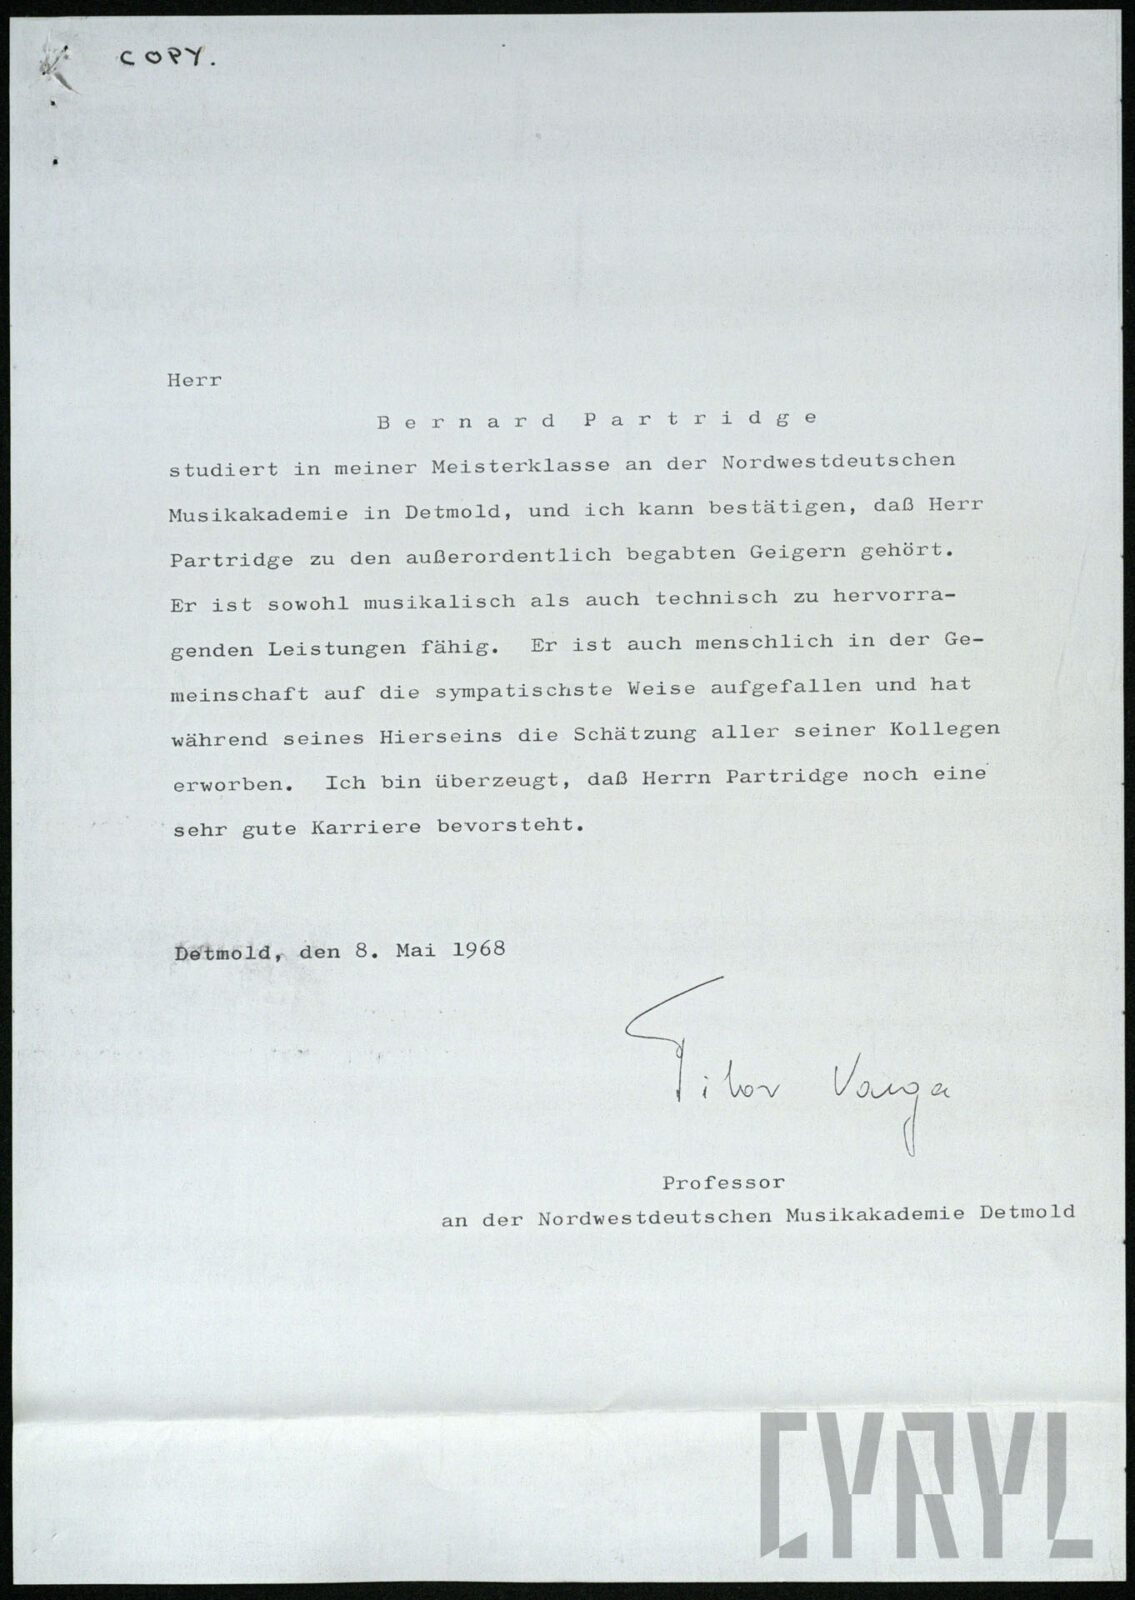 COPY.
Herr
Bernard Partridge
studiert in meiner Meisterklasse an der Nordwestdeutschen
Musikakademie in Detmold, und ich kann bestätigen, daß Herr
Partridge zu den außerordentlich begabten Geigern gehört.
Er ist sowohl musikalisch als auch technisch zu hervorra-
genden Leistungen fähig. Er ist auch menschlich in der Ge-
meinschaft auf die sympatischste Weise aufgefallen und hat
während seines Hierseins die Schätzung aller seiner Kollegen
erworben. Ich bin überzeugt, daß Herrn Partridge noch eine
sehr gute Karriere bevorsteht.
Detmold, den 8. Mai 1968
Tibor Varga
Professor
an der Nordwestdeutschen Musikakademie Detmold
CYRYL